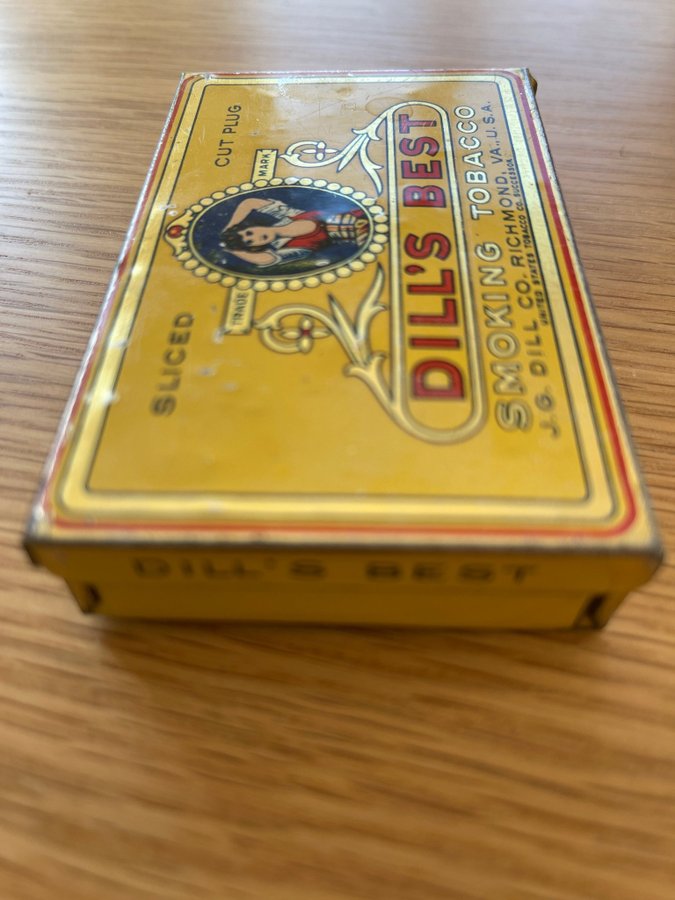 SLICED CUT PLUG
TRADE MARK
DILL'S BEST
SMOKING TOBACCO
J.G. DILL CO. RICHMOND, VA., U.S.A.
UNITED STATES TOBACCO CO. SUCCESSOR
DILL'S BEST